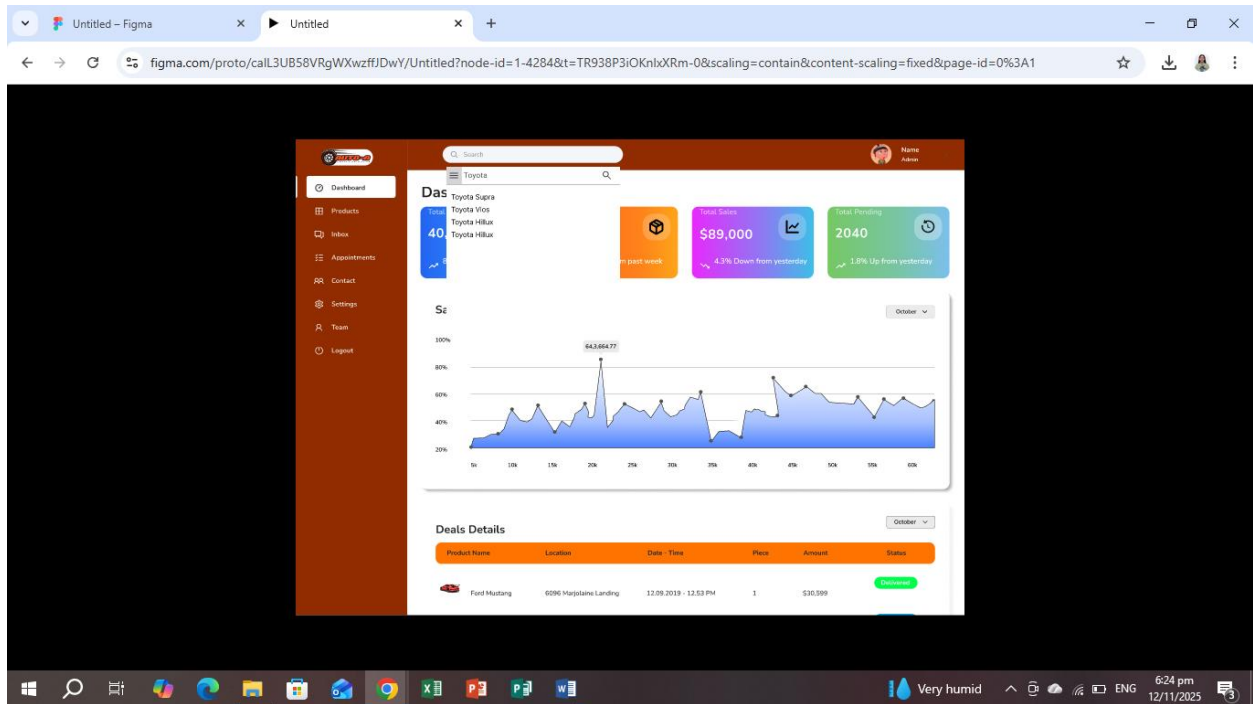 Untitled – Figma
Untitled
figma.com/proto/calL3UB58VRgWXwzffJDwY/Untitled?node-id=1-4284&t=TR938P3iOKnlxXRm-0&scaling=contain&content-scaling=fixed&page-id=0%3A1
AUTO-O
Search
Name
Admin
Toyota
Toyota Supra
Toyota Vios
Toyota Hillux
Toyota Hillux
Dashboard
Products
Inbox
Appointments
Contact
Settings
Team
Logout
Das
Total
40,
8
m past week
Total Sales
$89,000
4.3% Down from yesterday
Total Pending
2040
1.8% Up from yesterday
Sa
October
100%
80%
60%
40%
20%
64,3,664.77
5k 10k 15k 20k 25k 30k 35k 40k 45k 50k 55k 60k
Deals Details
October
Product Name Location Date - Time Piece Amount Status
Ford Mustang 6096 Marjolaine Landing 12.09.2019 - 12.53 PM 1 $30,599 Delivered
Very humid
ENG
6:24 pm
12/11/2025
3